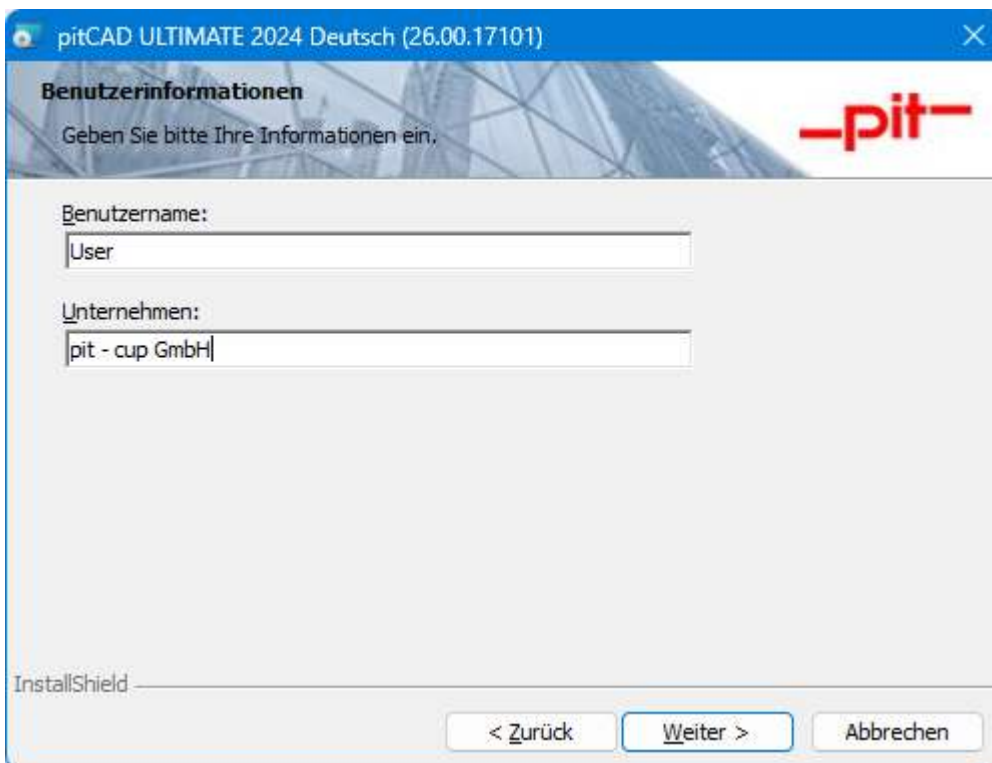 pitCAD ULTIMATE 2024 Deutsch (26.00.17101)
Benutzerinformationen
Geben Sie bitte Ihre Informationen ein.
pit
Benutzername:
User
Unternehmen:
pit - cup GmbH
InstallShield
< Zurück
Weiter >
Abbrechen